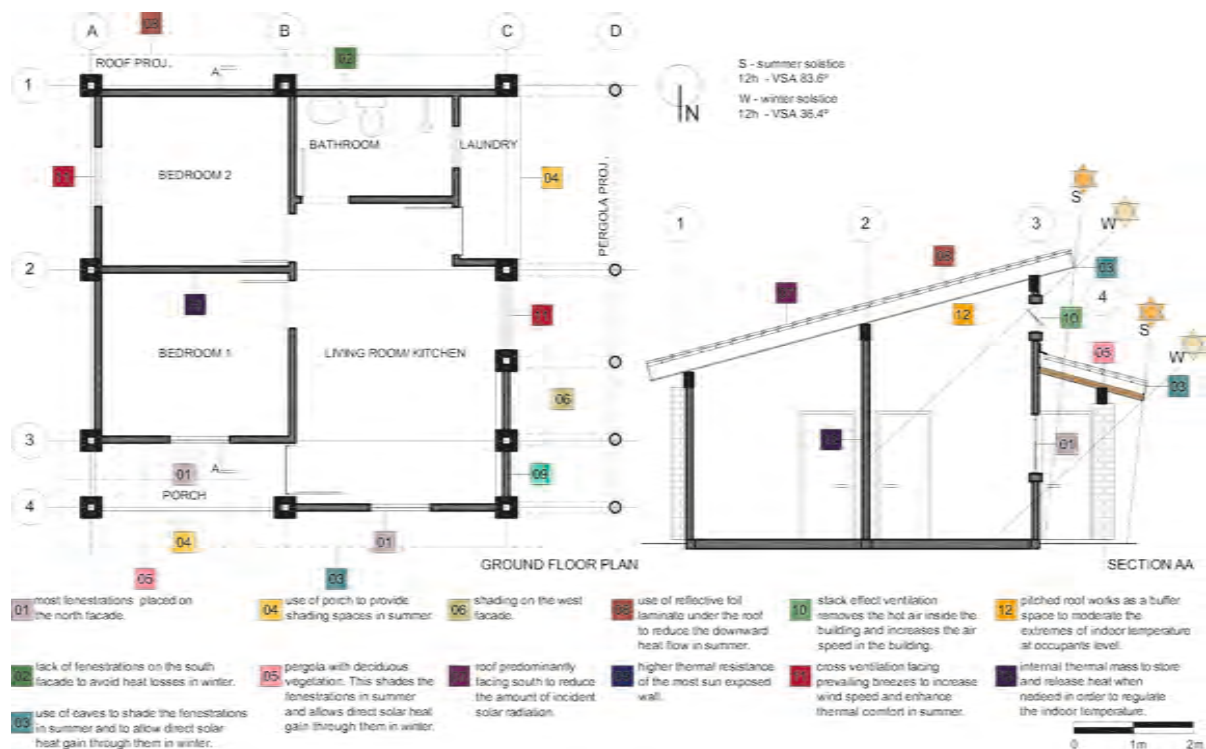 A
B
C
D
08
ROOF PROJ.
A
02
1
BATHROOM
LAUNDRY
BEDROOM 2
04
PERGOLA PROJ.
2
BEDROOM 1
LIVING ROOM/ KITCHEN
06
3
01
A
09
PORCH
4
04
01
05
03
GROUND FLOOR PLAN
N
S - summer solstice
12h - VSA 83.6º
W - winter solstice
12h - VSA 36.4º
S
W
1
2
3
08
03
12
10
4
S
05
W
03
01
SECTION AA
01 most fenestrations placed on
the north facade.
02 lack of fenestrations on the south
facade to avoid heat losses in winter.
03 use of eaves to shade the fenestrations
in summer and to allow direct solar
heat gain through them in winter.
04 use of porch to provide
shading spaces in summer.
05 pergola with deciduous
vegetation. This shades the
fenestrations in summer
and allows direct solar heat
gain through them in winter.
06 shading on the west
facade.
roof predominantly
facing south to reduce
the amount of incident
solar radiation.
08 use of reflective foil
laminate under the roof
to reduce the downward
heat flow in summer.
higher thermal resistance
of the most sun exposed
wall.
10 stack effect ventilation
removes the hot air inside the
building and increases the air
speed in the building.
cross ventilation facing
prevailing breezes to increase
wind speed and enhance
thermal comfort in summer.
12 pitched roof works as a buffer
space to moderate the
extremes of indoor temperature
at occupants level.
internal thermal mass to store
and release heat when
nedeed in order to regulate
the indoor temperature.
0 1m 2m